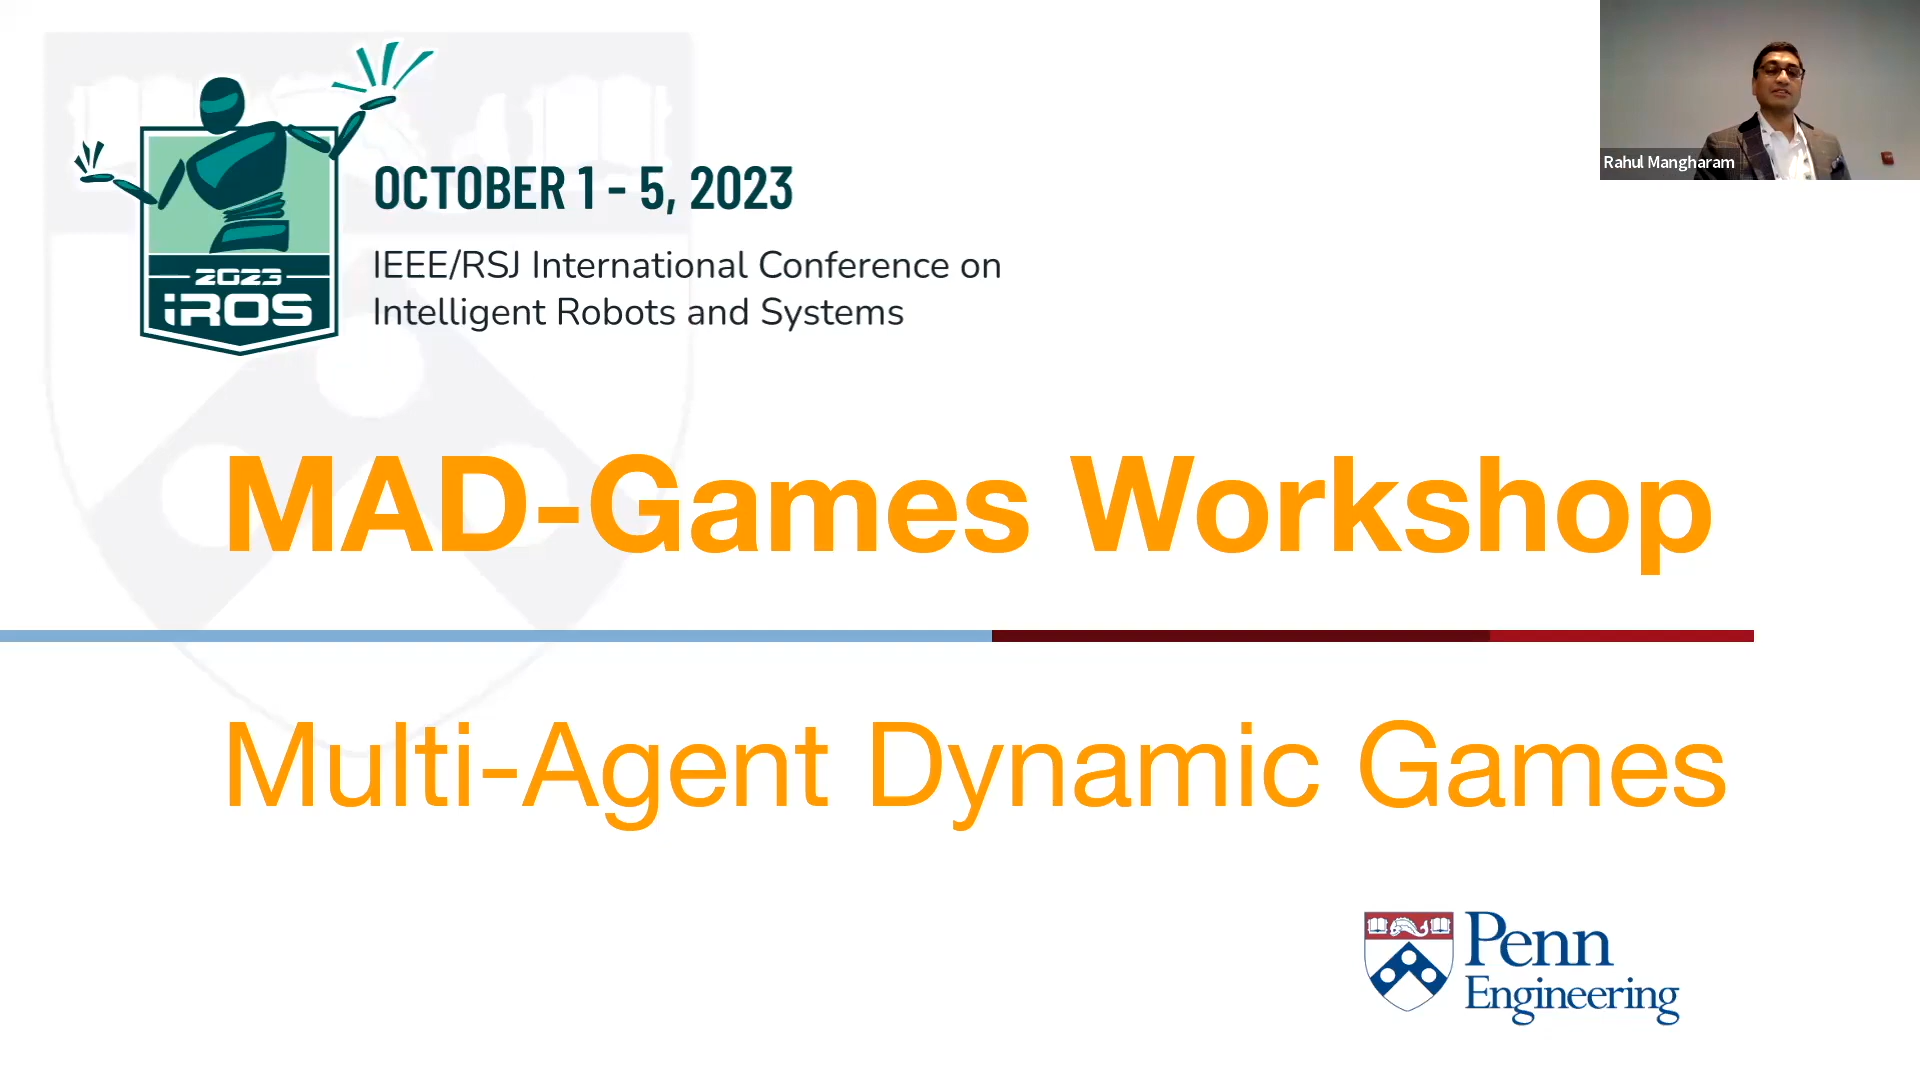 OCTOBER 1 - 5, 2023
IEEE/RSJ International Conference on
Intelligent Robots and Systems
2023
iROS
Rahul Mangharam
MAD-Games Workshop
Multi-Agent Dynamic Games
Penn
Engineering